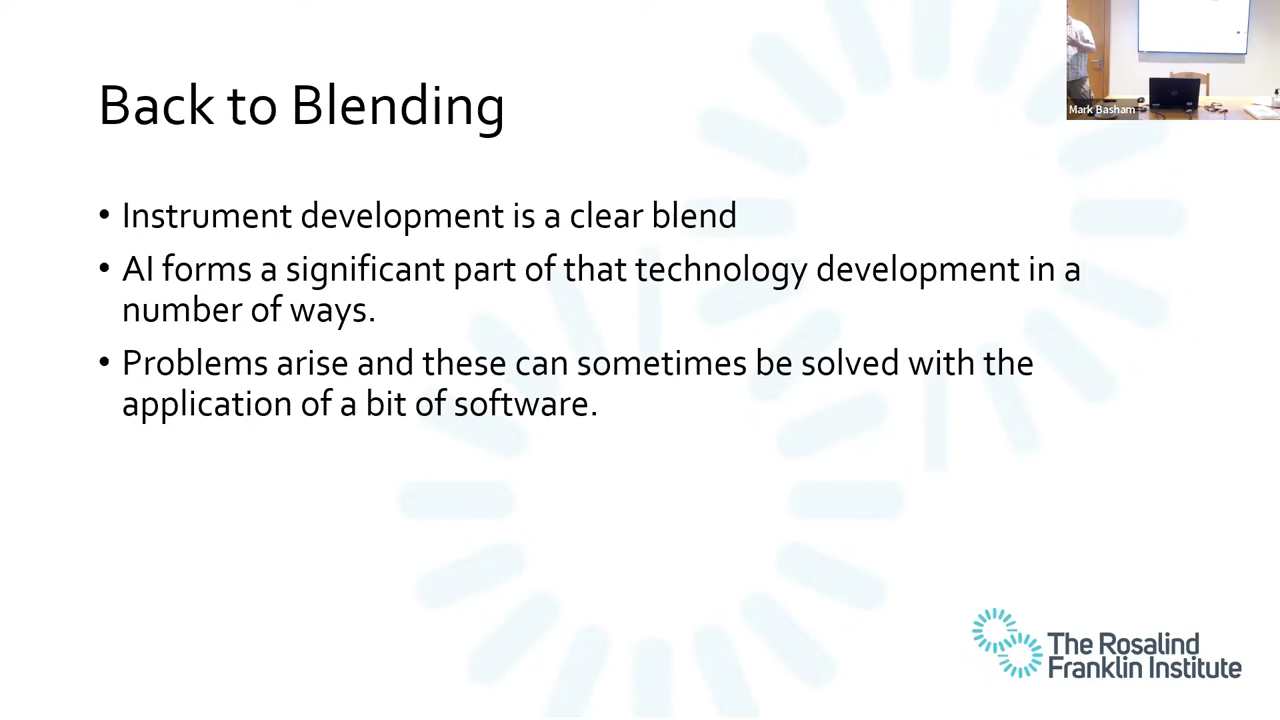 Back to Blending
Mark Basham
• Instrument development is a clear blend
• AI forms a significant part of that technology development in a
number of ways.
• Problems arise and these can sometimes be solved with the
application of a bit of software.
The Rosalind
Franklin Institute